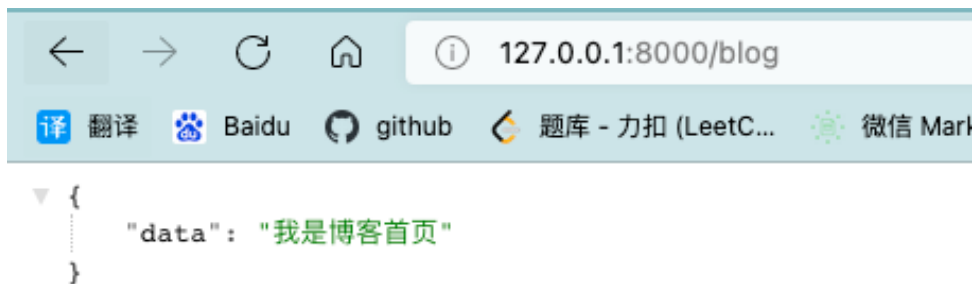 127.0.0.1:8000/blog
译 翻译 du Baidu github 题库 - 力扣 (LeetC... 微信 Mark
{
"data": "我是博客首页"
}